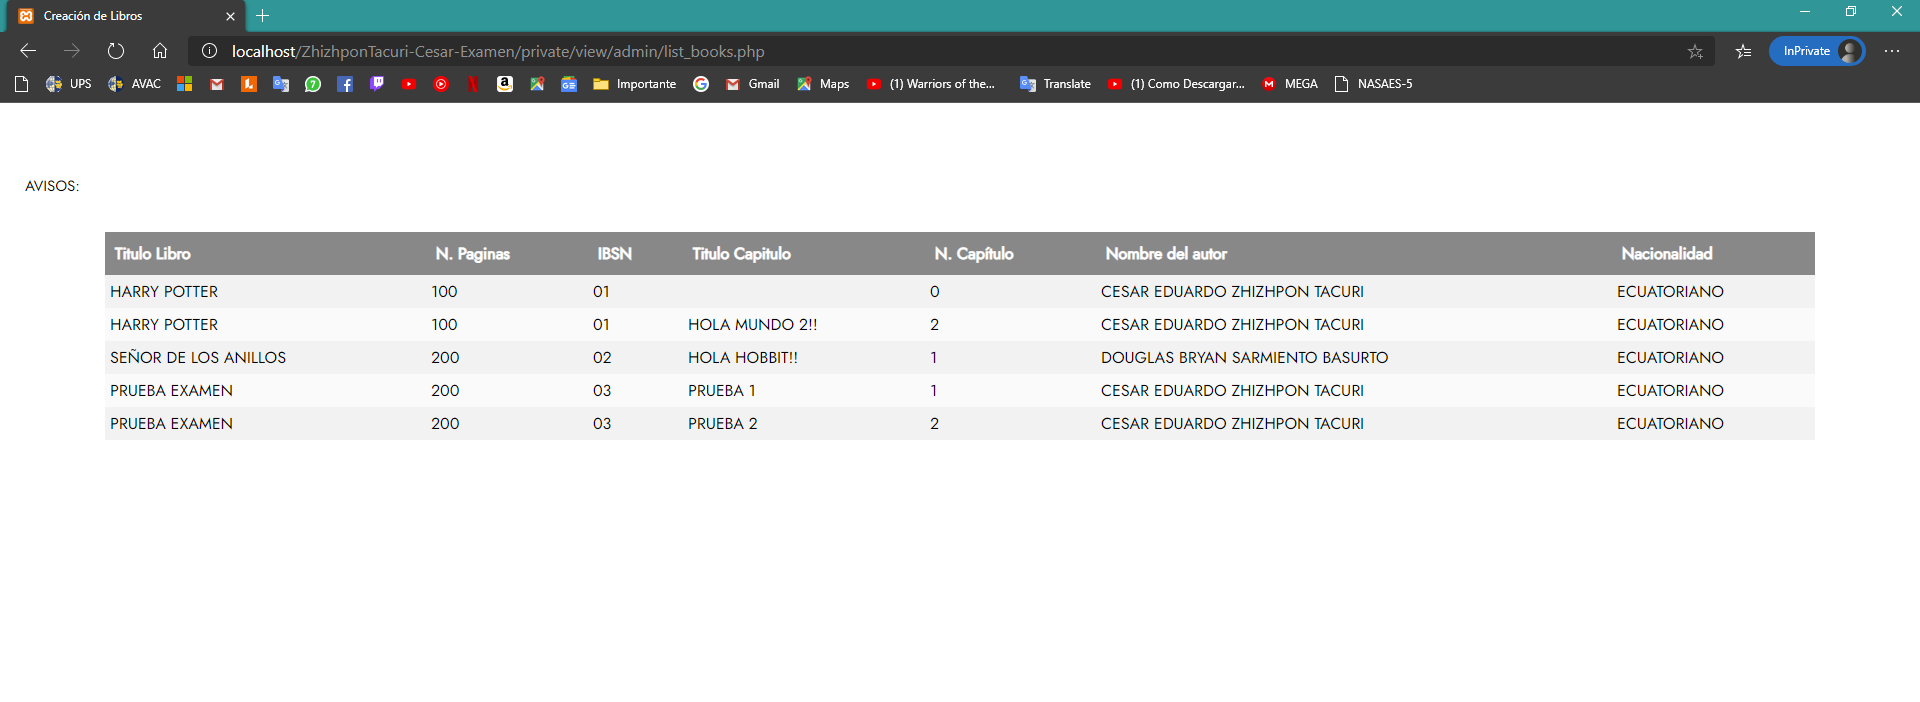 Creación de Libros
localhost/ZhizhponTacuri-Cesar-Examen/private/view/admin/list_books.php
InPrivate
UPS AVAC Importante Gmail Maps (1) Warriors of the... Translate (1) Como Descargar... MEGA NASAES-5
AVISOS:
Titulo Libro N. Paginas IBSN Titulo Capitulo N. Capítulo Nombre del autor Nacionalidad
HARRY POTTER 100 01 0 CESAR EDUARDO ZHIZHPON TACURI ECUATORIANO
HARRY POTTER 100 01 HOLA MUNDO 2!! 2 CESAR EDUARDO ZHIZHPON TACURI ECUATORIANO
SEÑOR DE LOS ANILLOS 200 02 HOLA HOBBIT!! 1 DOUGLAS BRYAN SARMIENTO BASURTO ECUATORIANO
PRUEBA EXAMEN 200 03 PRUEBA 1 1 CESAR EDUARDO ZHIZHPON TACURI ECUATORIANO
PRUEBA EXAMEN 200 03 PRUEBA 2 2 CESAR EDUARDO ZHIZHPON TACURI ECUATORIANO